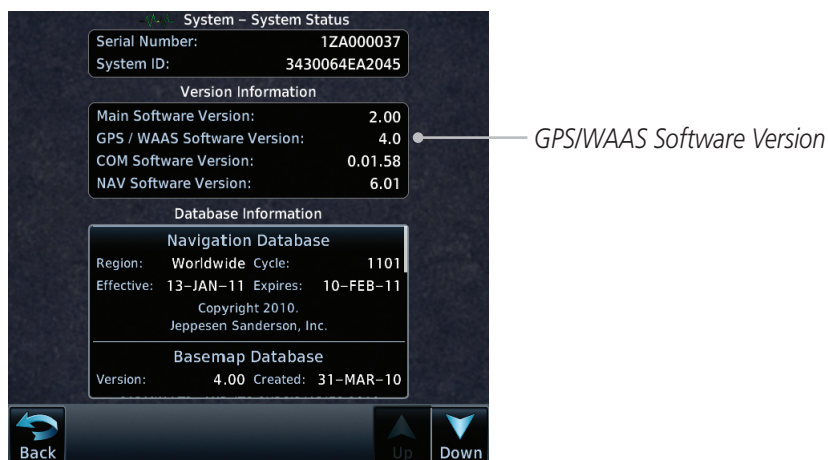 System – System Status
Serial Number: 1ZA000037
System ID: 3430064EA2045
Version Information
Main Software Version: 2.00
GPS / WAAS Software Version: 4.0
GPS/WAAS Software Version
COM Software Version: 0.01.58
NAV Software Version: 6.01
Database Information
Navigation Database
Region: Worldwide Cycle: 1101
Effective: 13–JAN–11 Expires: 10–FEB–11
Copyright 2010.
Jeppesen Sanderson, Inc.
Basemap Database
Version: 4.00 Created: 31–MAR–10
Back Up Down